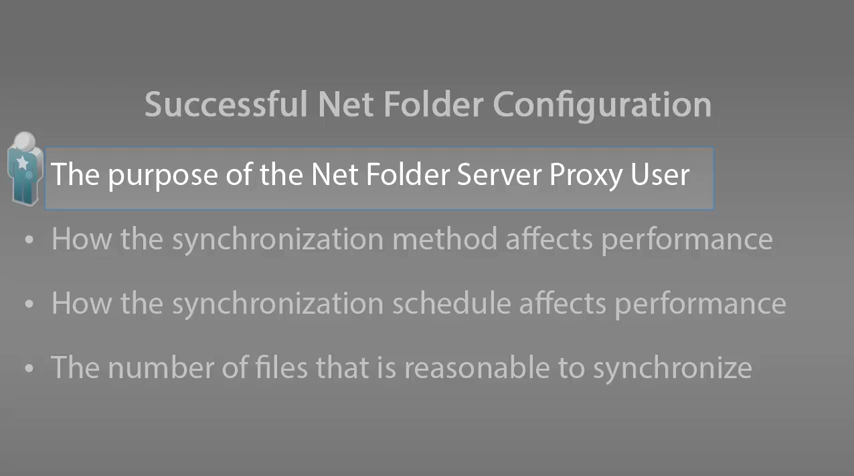 Successful Net Folder Configuration
The purpose of the Net Folder Server Proxy User
• How the synchronization method affects performance
• How the synchronization schedule affects performance
• The number of files that is reasonable to synchronize